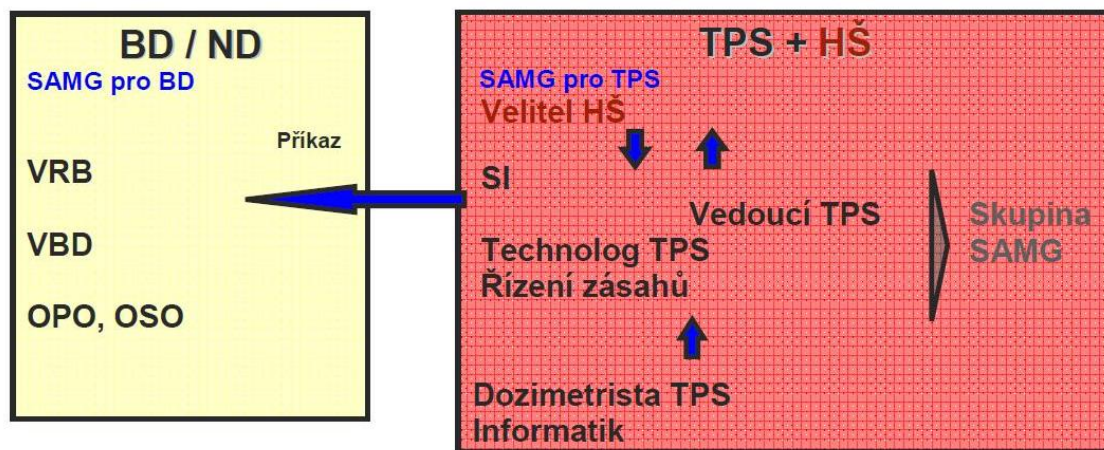 BD / ND
SAMG pro BD
Příkaz
VRB
VBD
OPO, OSO
TPS + HŠ
SAMG pro TPS
Velitel HŠ
SI
Vedoucí TPS
Technolog TPS
Řízení zásahů
Skupina
SAMG
Dozimetrista TPS
Informatik